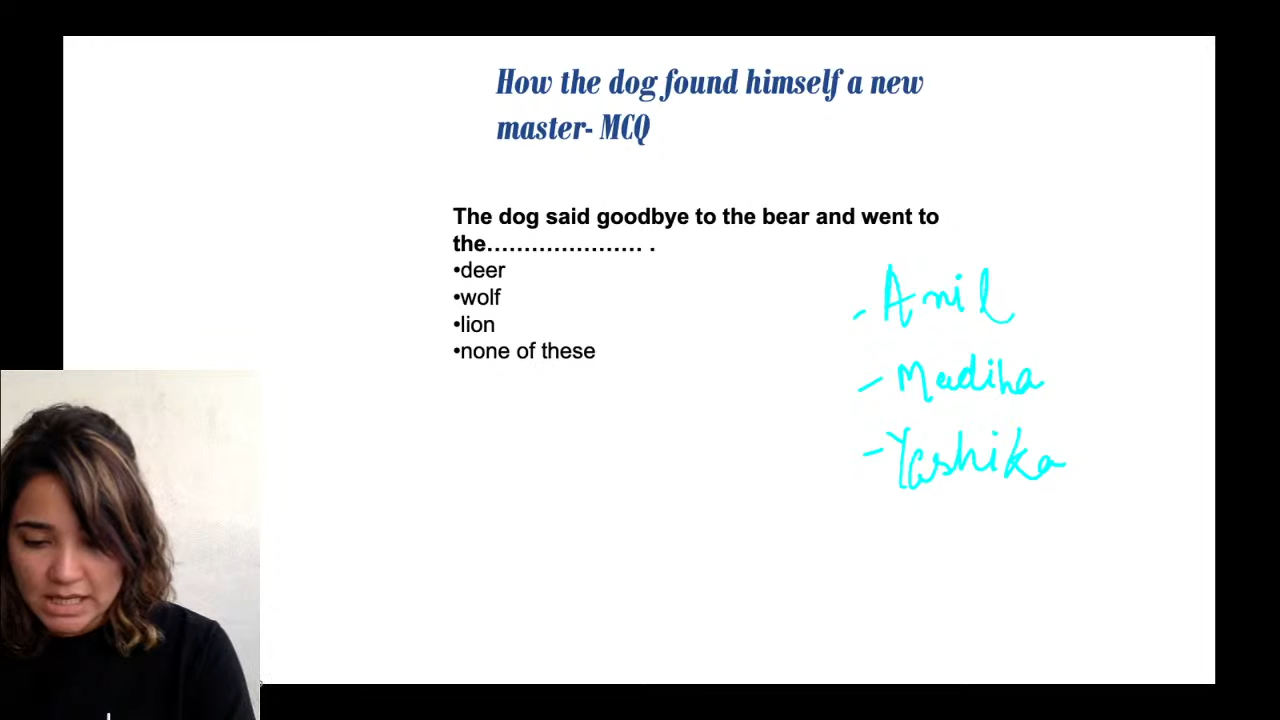 How the dog found himself a new
master- MCQ
The dog said goodbye to the bear and went to
the..................... .
•deer
•wolf
•lion
•none of these
- Anil
- Madiha
- Yashika